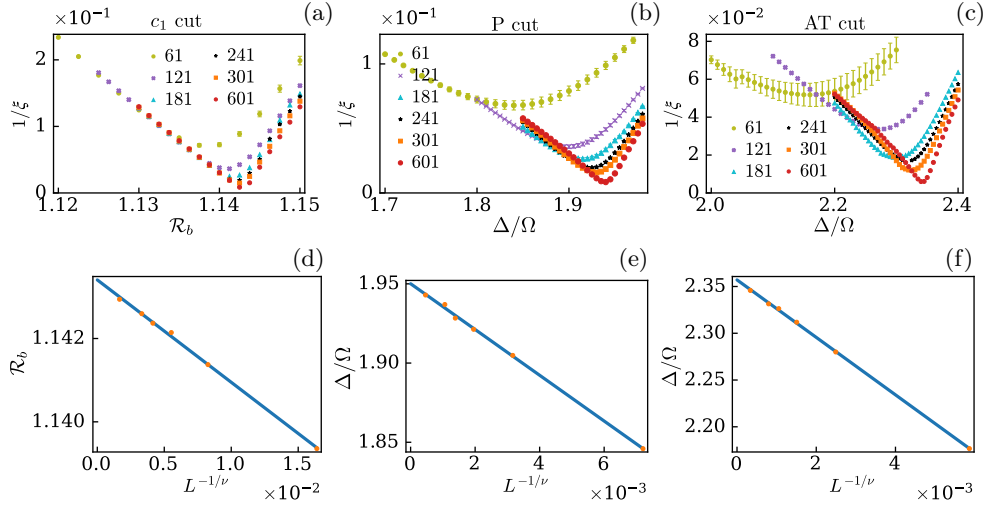 ×10⁻¹ c₁ cut (a)
2
1
0
1/ξ
61 241
121 301
181 601
1.12 1.13 1.14 1.15
ℛ_b
×10⁻¹ P cut (b)
1
0
1/ξ
61
121
181
241
301
601
1.7 1.8 1.9
Δ/Ω
×10⁻² AT cut (c)
8
6
4
2
0
1/ξ
61 241
121 301
181 601
2.0 2.2 2.4
Δ/Ω
(d)
1.142
1.140
ℛ_b
0.0 0.5 1.0 1.5
L^{−1/ν} ×10⁻²
(e)
1.95
1.90
1.85
Δ/Ω
0 2 4 6
L^{−1/ν} ×10⁻³
(f)
2.35
2.30
2.25
2.20
Δ/Ω
0 2 4
L^{−1/ν} ×10⁻³